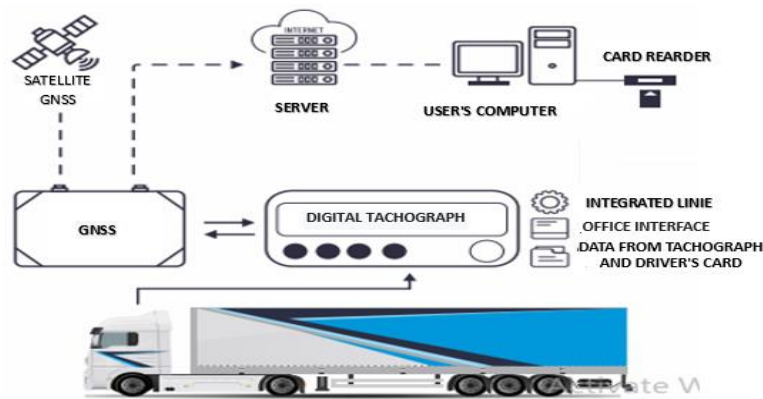 INTERNET
SATELLITE
GNSS
SERVER
USER'S COMPUTER
CARD REARDER
GNSS
DIGITAL TACHOGRAPH
INTEGRATED LINIE
OFFICE INTERFACE
DATA FROM TACHOGRAPH
AND DRIVER'S CARD
Activate W